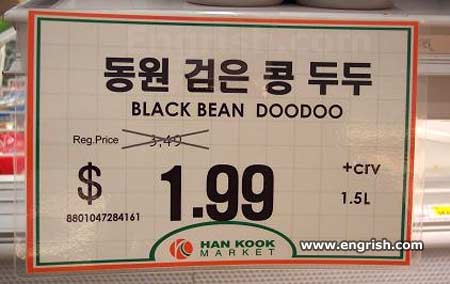 동원 검은 콩 두두
BLACK BEAN DOODOO
Reg.Price 3.49
$ 1.99
+crv
1.5L
8801047284161
HAN KOOK
MARKET
www.engrish.com